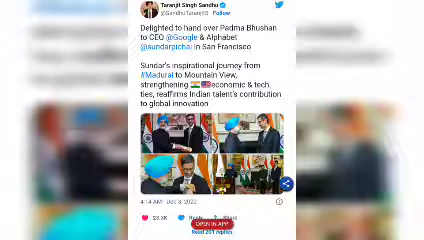 Taranjit Singh Sandhu
@SandhuTaranjitS · Follow
Delighted to hand over Padma Bhushan
to CEO @Google & Alphabet
@sundarpichai in San Francisco
Sundar's inspirational journey from
#Madurai to Mountain View,
strengthening 🇮🇳🇺🇸economic & tech
ties, reaffirms Indian talent's contribution
to global innovation
4:14 AM · Dec 3, 2022
23.3K Reply Share
OPEN IN APP
Read 201 replies